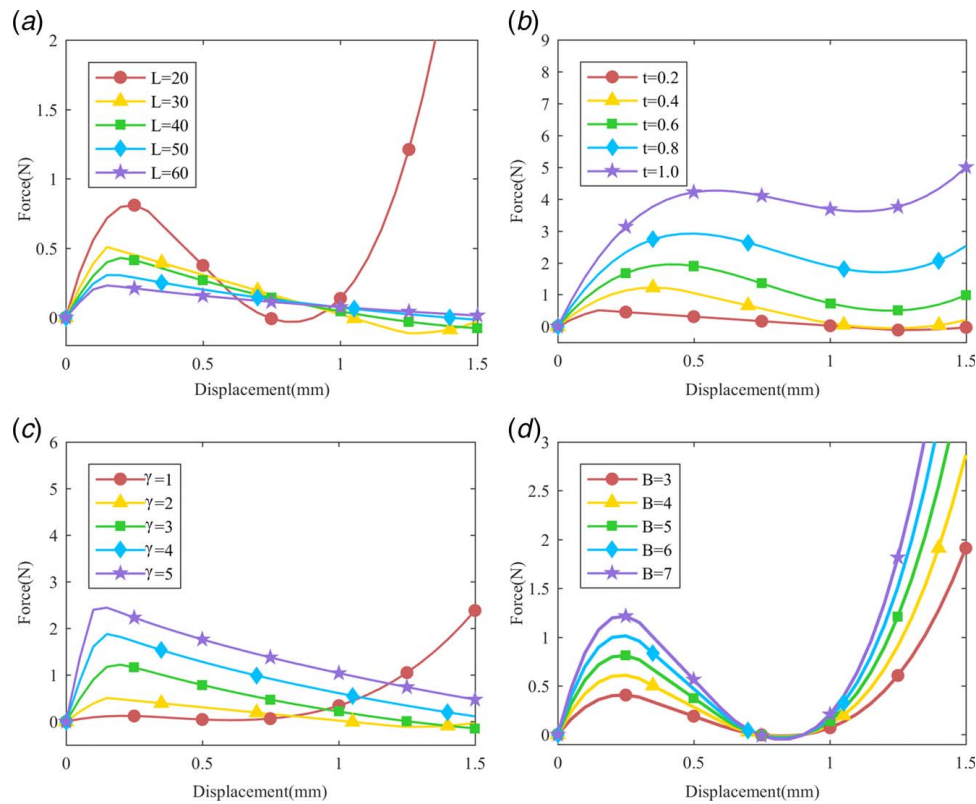 (a)
2
1.5
1
0.5
0
Force(N)
L=20
L=30
L=40
L=50
L=60
0 0.5 1 1.5
Displacement(mm)
(b)
9
8
7
6
5
4
3
2
1
0
Force(N)
t=0.2
t=0.4
t=0.6
t=0.8
t=1.0
0 0.5 1 1.5
Displacement(mm)
(c)
6
5
4
3
2
1
0
Force(N)
γ=1
γ=2
γ=3
γ=4
γ=5
0 0.5 1 1.5
Displacement(mm)
(d)
3
2.5
2
1.5
1
0.5
0
Force(N)
B=3
B=4
B=5
B=6
B=7
0 0.5 1 1.5
Displacement(mm)